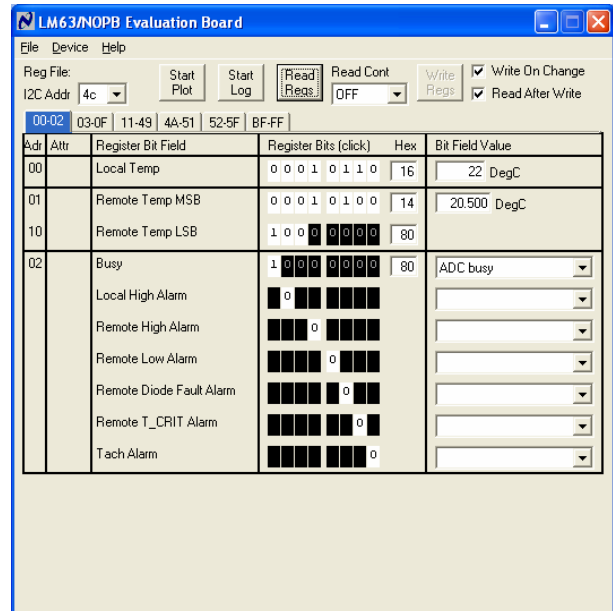 LM63/NOPB Evaluation Board
File Device Help
Reg File:
I2C Addr 4c
Start Plot
Start Log
Read Regs
Read Cont
OFF
Write Regs
Write On Change
Read After Write
00-02 03-0F 11-49 4A-51 52-5F BF-FF
Adr Attr Register Bit Field Register Bits (click) Hex Bit Field Value
00 Local Temp 0 0 0 1 0 1 1 0 16 22 DegC
01 Remote Temp MSB 0 0 0 1 0 1 0 0 14 20.500 DegC
10 Remote Temp LSB 1 0 0 0 0 0 0 0 80
02 Busy 1 0 0 0 0 0 0 0 80 ADC busy
Local High Alarm 0
Remote High Alarm 0
Remote Low Alarm 0
Remote Diode Fault Alarm 0
Remote T_CRIT Alarm 0
Tach Alarm 0